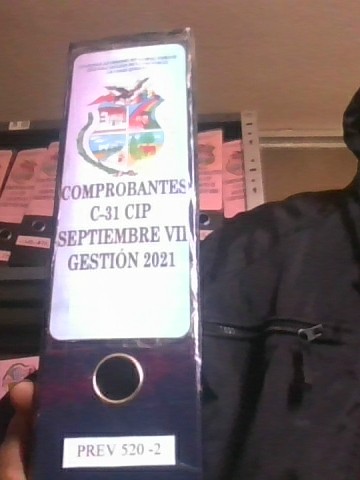 COMPROBANTES
C-31 CIP
SEPTIEMBRE VII
GESTIÓN 2021
PREV 520 -2